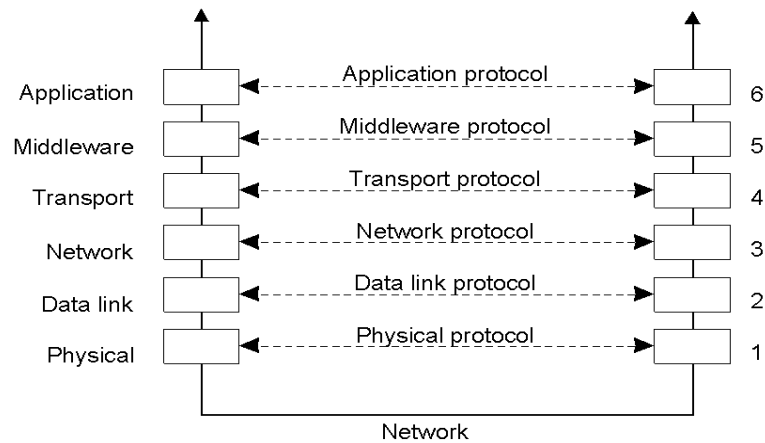 Application
Application protocol
6
Middleware
Middleware protocol
5
Transport
Transport protocol
4
Network
Network protocol
3
Data link
Data link protocol
2
Physical
Physical protocol
1
Network